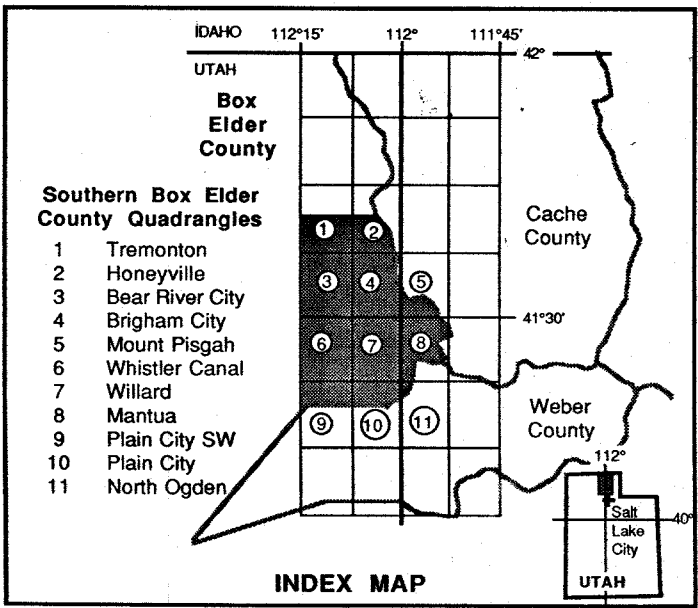 IDAHO 112°15' 112° 111°45'
UTAH
42°
Box
Elder
County
Southern Box Elder
County Quadrangles
1 Tremonton
2 Honeyville
3 Bear River City
4 Brigham City
5 Mount Pisgah
6 Whistler Canal
7 Willard
8 Mantua
9 Plain City SW
10 Plain City
11 North Ogden
1 2
3 4 5
6 7 8
9 10 11
Cache
County
41°30'
Weber
County
112°
Salt
Lake
City
40°
UTAH
INDEX MAP